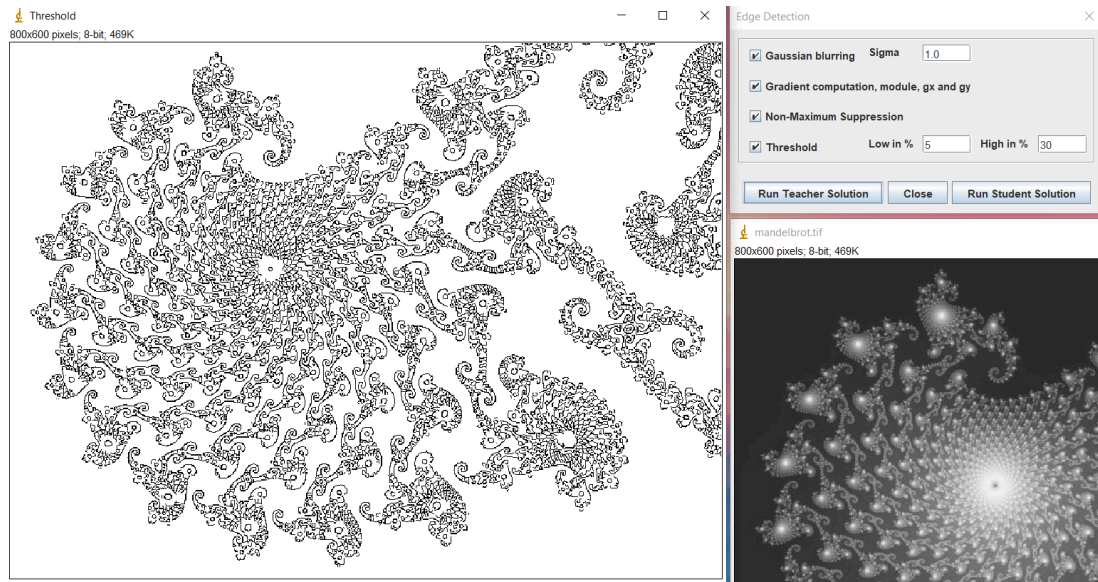 Threshold
800x600 pixels; 8-bit; 469K
Edge Detection
Gaussian blurring Sigma 1.0
Gradient computation, module, gx and gy
Non-Maximum Suppression
Threshold Low in % 5 High in % 30
Run Teacher Solution Close Run Student Solution
mandelbrot.tif
800x600 pixels; 8-bit; 469K